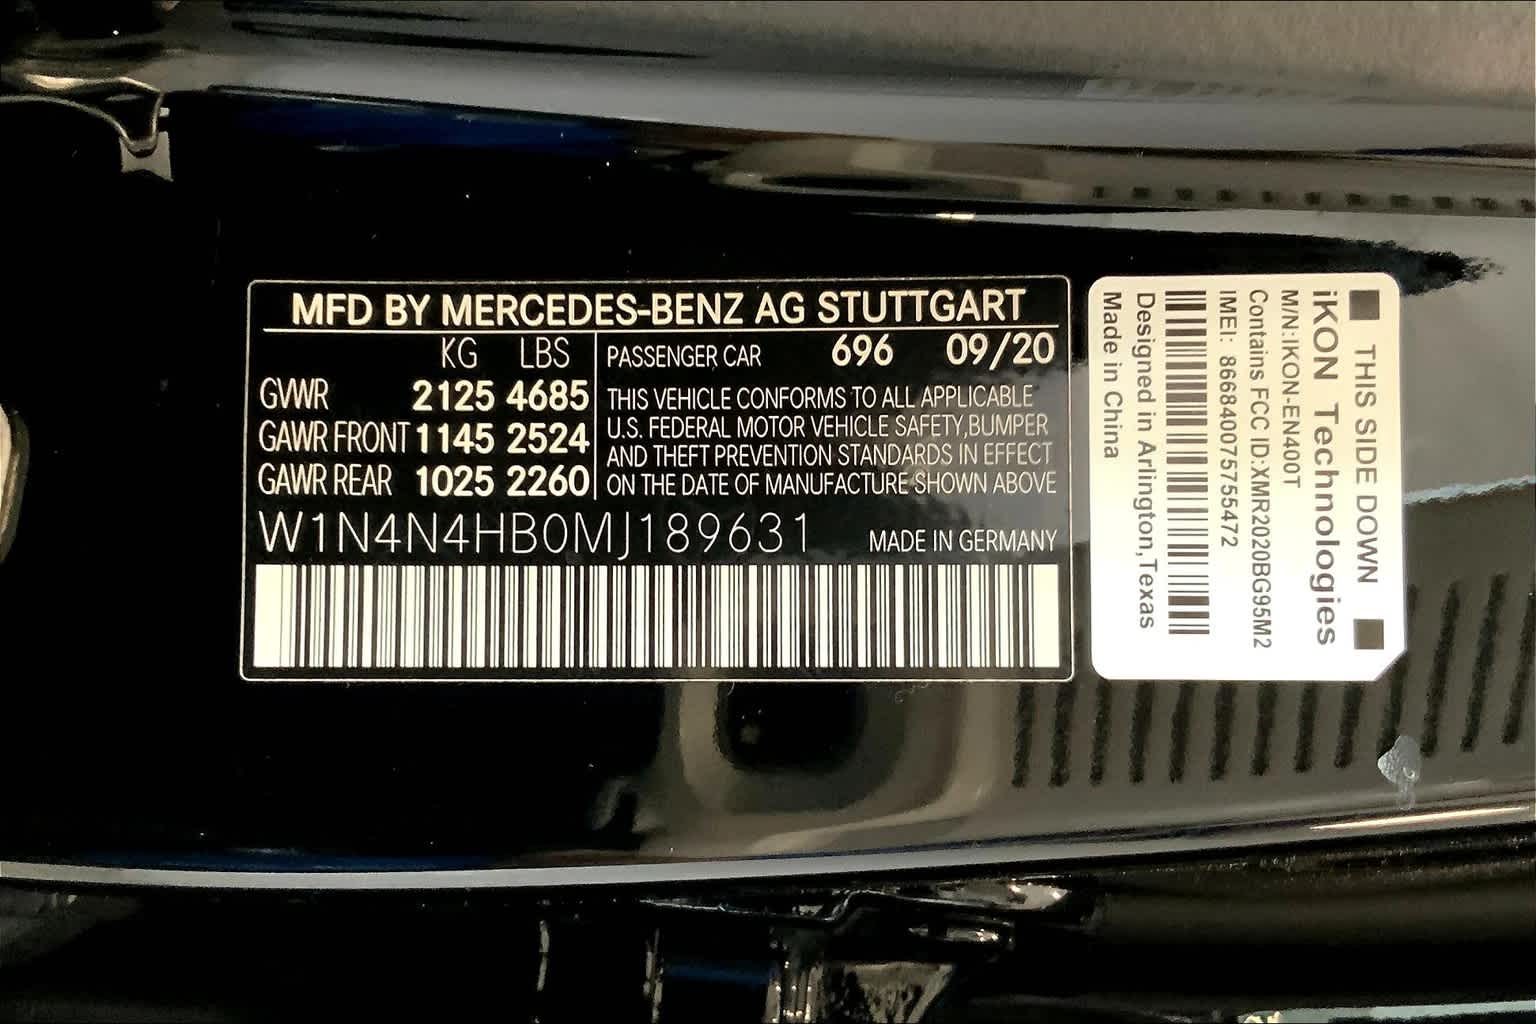 MFD BY MERCEDES-BENZ AG STUTTGART
KG LBS
GVWR 2125 4685
GAWR FRONT 1145 2524
GAWR REAR 1025 2260
PASSENGER CAR 696 09/20
THIS VEHICLE CONFORMS TO ALL APPLICABLE
U.S. FEDERAL MOTOR VEHICLE SAFETY,BUMPER
AND THEFT PREVENTION STANDARDS IN EFFECT
ON THE DATE OF MANUFACTURE SHOWN ABOVE
W1N4N4HB0MJ189631 MADE IN GERMANY
THIS SIDE DOWN
iKON Technologies
M/N:IKON-EN400T
Contains FCC ID:XMR2020BG95M2
IMEI: 866840075755472
Designed in Arlington,Texas
Made in China